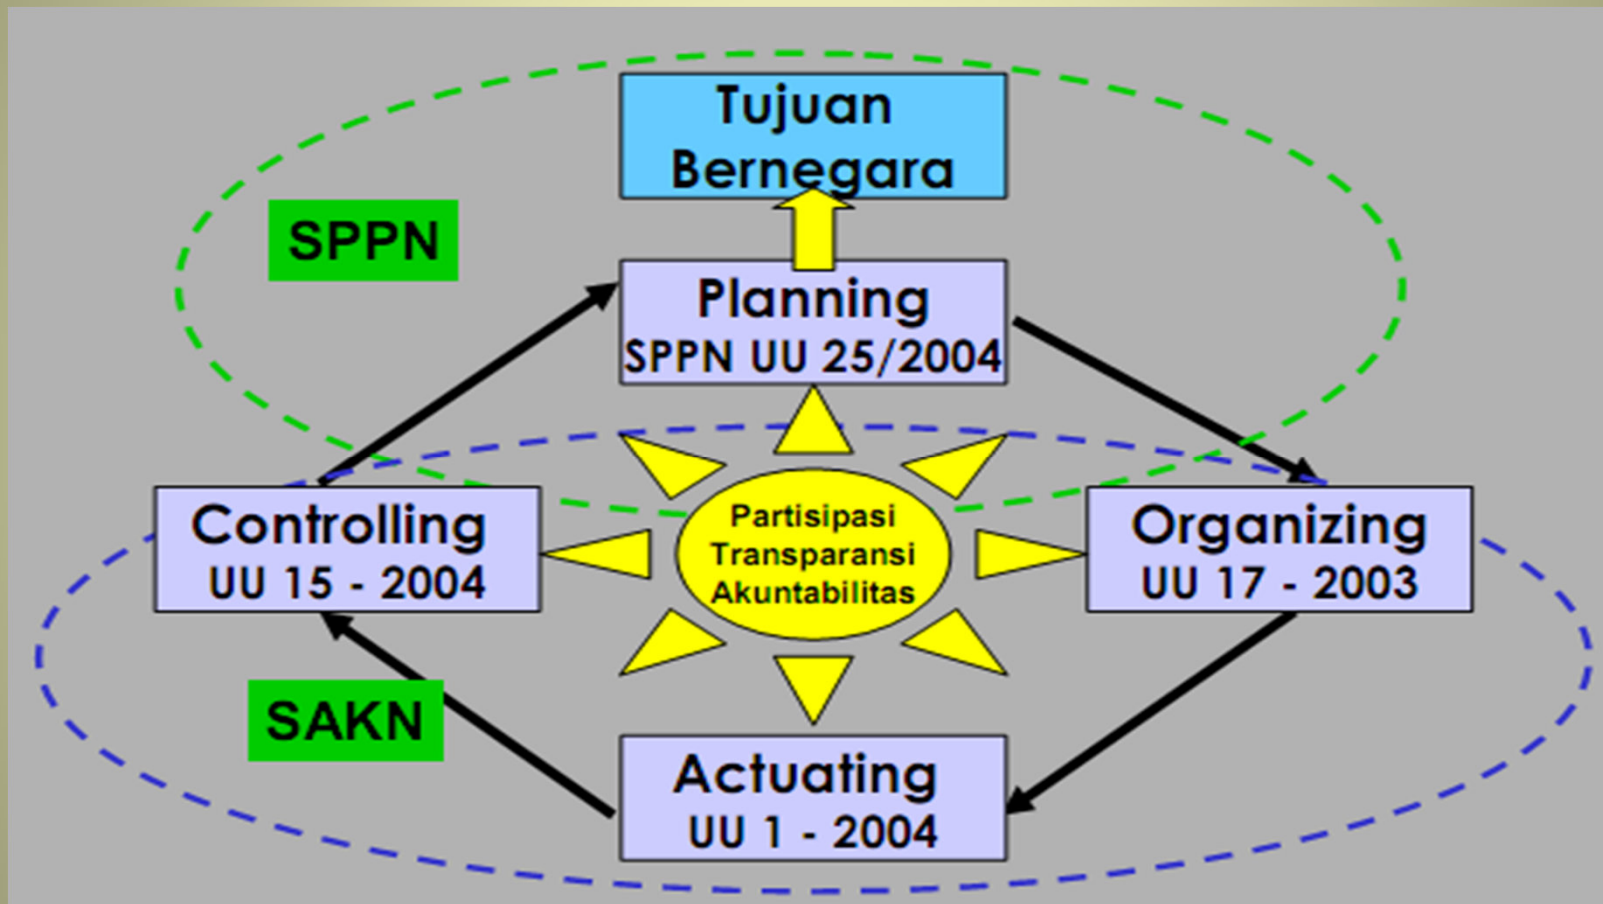 Tujuan
Bernegara
SPPN
Planning
SPPN UU 25/2004
Controlling
UU 15 - 2004
Partisipasi
Transparansi
Akuntabilitas
Organizing
UU 17 - 2003
SAKN
Actuating
UU 1 - 2004